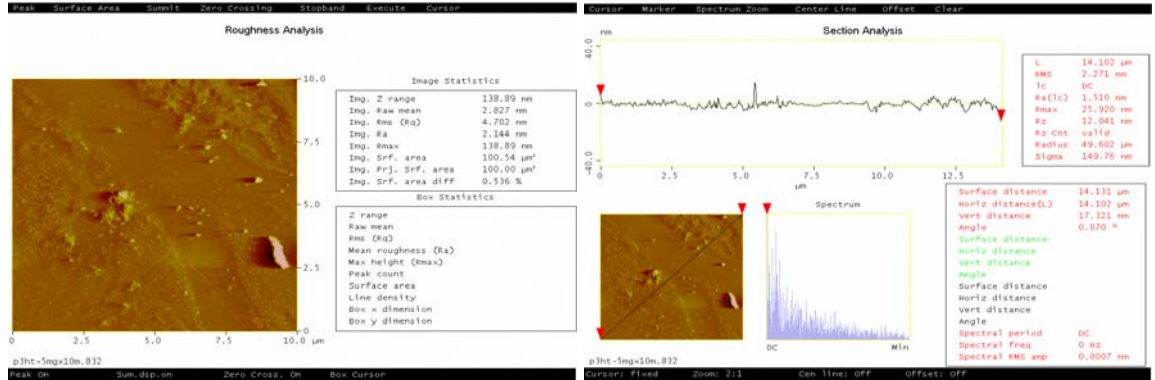 Peak Surface Area Summit Zero Crossing Stopband Execute Cursor
Roughness Analysis
10.0
7.5
5.0
2.5
0
0 2.5 5.0 7.5 10.0 µm
p3ht-5mgx10m.832
Image Statistics
Img. Z range 138.89 nm
Img. Raw mean 2.827 nm
Img. Rms (Rq) 4.702 nm
Img. Ra 2.144 nm
Img. Rmax 138.89 nm
Img. Srf. area 100.54 µm²
Img. Prj. Srf. area 100.00 µm²
Img. Srf. area diff 0.536 %
Box Statistics
Z range
Raw mean
Rms (Rq)
Mean roughness (Ra)
Max height (Rmax)
Peak count
Surface area
Line density
Box x dimension
Box y dimension
Peak On Sum.dsp.on Zero Cross. On Box Cursor
Cursor Marker Spectrum Zoom Center Line Offset Clear
Section Analysis
nm
40.0
0
-40.0
0 2.5 5.0 7.5 10.0 12.5
µm
L 14.102 µm
RMS 2.271 nm
lc DC
Ra(lc) 1.510 nm
Rmax 25.920 nm
Rz 12.041 nm
Rz Cnt valid
Radius 49.602 µm
Sigma 149.76 nm
Spectrum
DC Min
p3ht-5mgx10m.832
Surface distance 14.131 µm
Horiz distance(L) 14.102 µm
Vert distance 17.321 nm
Angle 0.070 °
Surface distance
Horiz distance
Vert distance
Angle
Surface distance
Horiz distance
Vert distance
Angle
Spectral period DC
Spectral freq 0 Hz
Spectral RMS amp 0.0007 nm
Cursor: fixed Zoom: 2:1 Cen line: Off Offset: Off